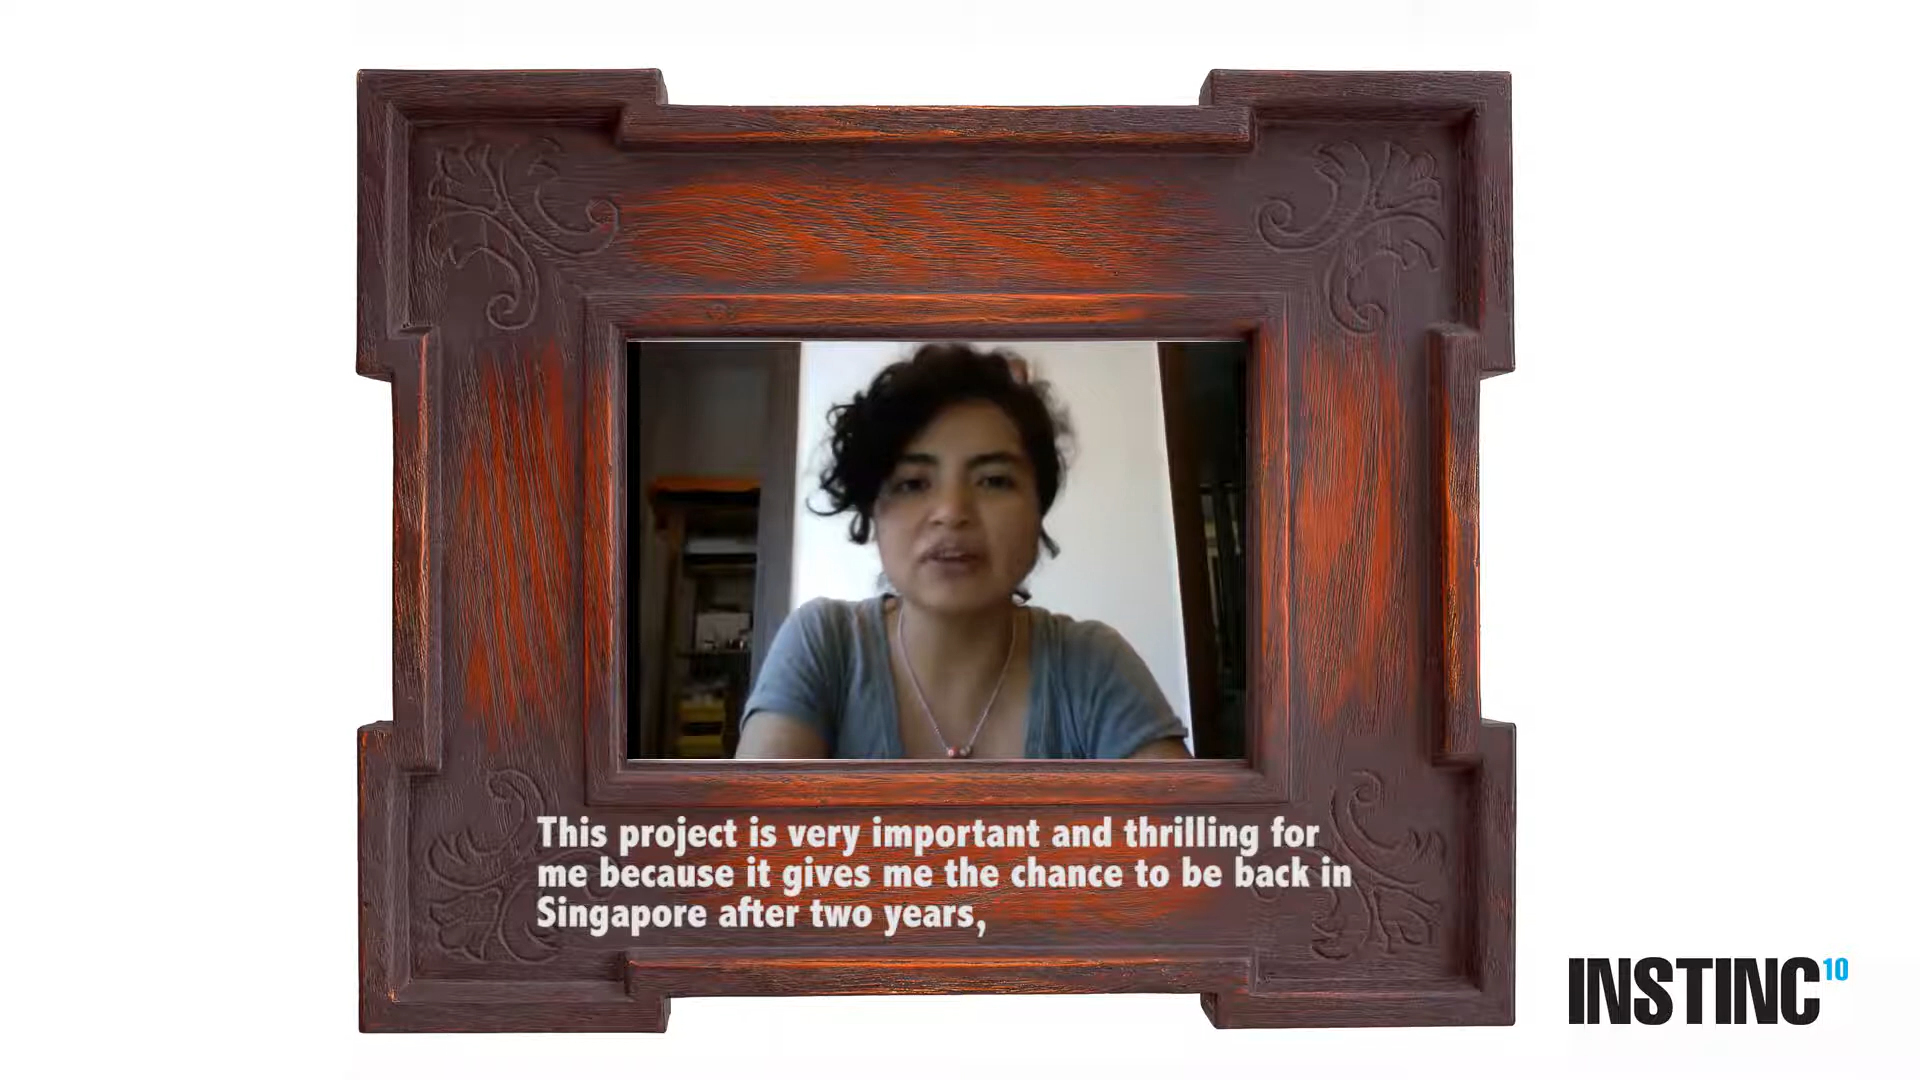 This project is very important and thrilling for
me because it gives me the chance to be back in
Singapore after two years,
INSTINC10